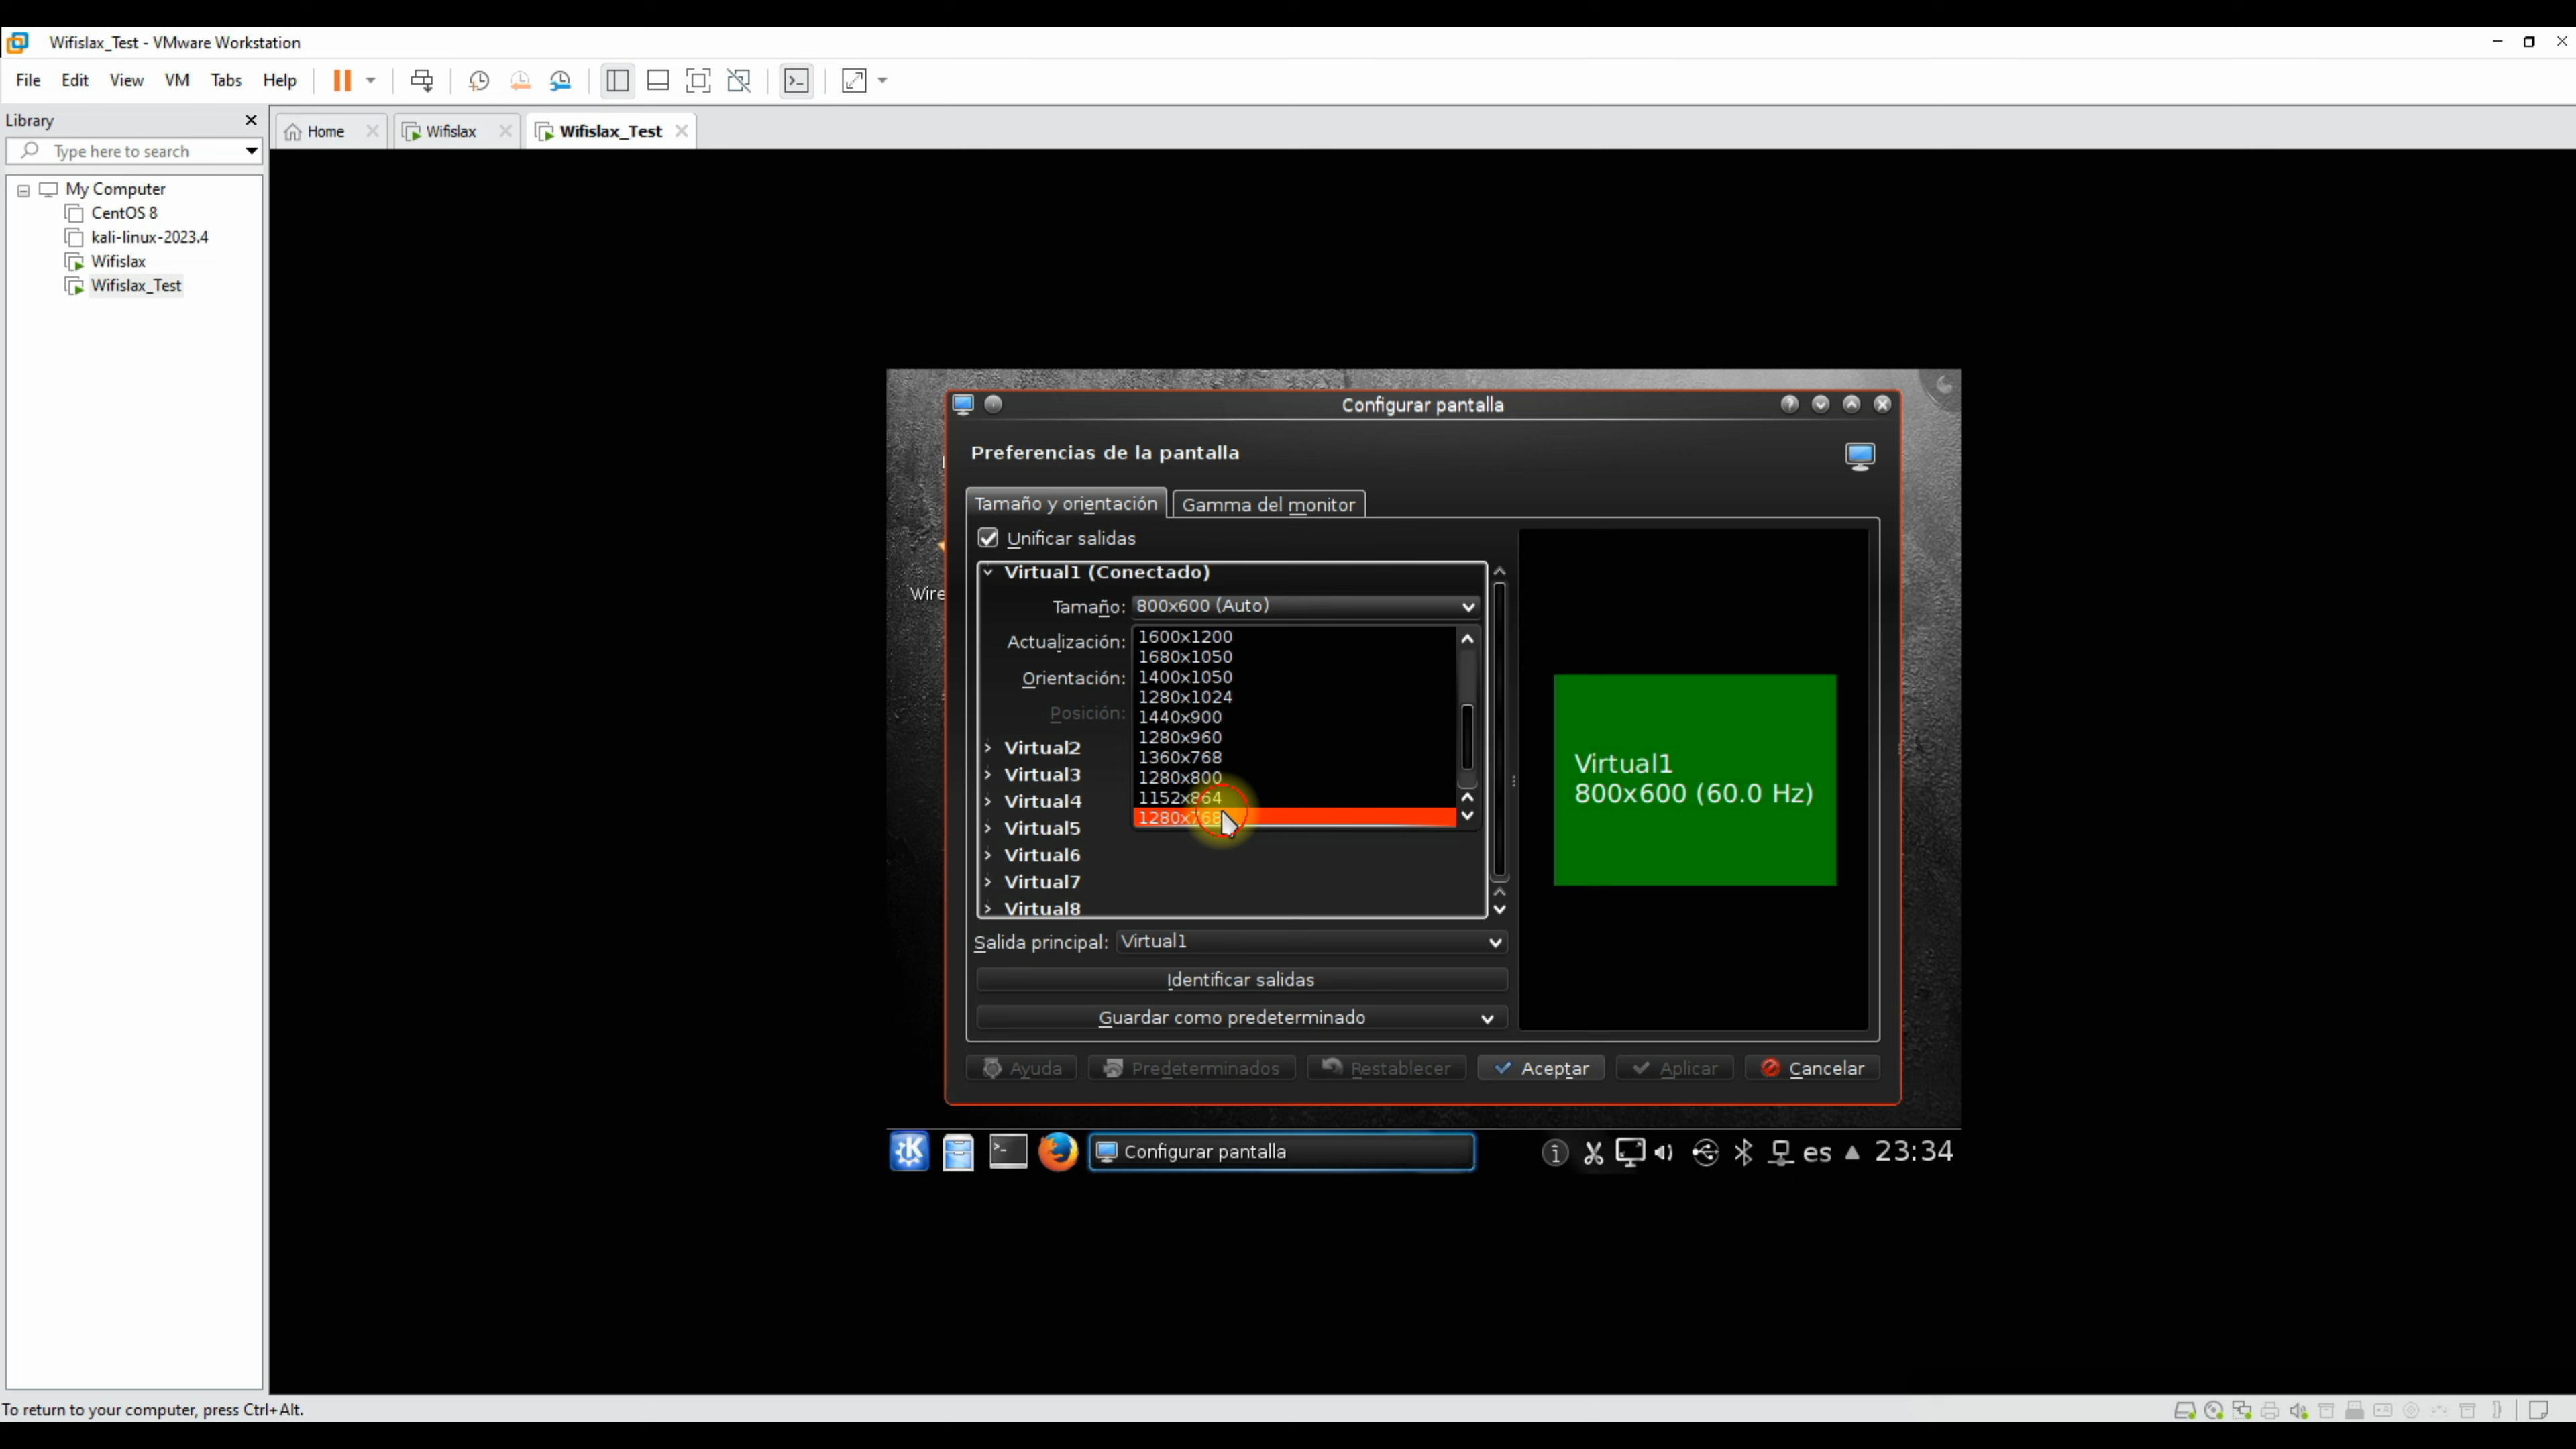 Wifislax_Test - VMware Workstation
File Edit View VM Tabs Help
Library
Home Wifislax Wifislax_Test
Type here to search
My Computer
CentOS 8
kali-linux-2023.4
Wifislax
Wifislax_Test
Configurar pantalla
Preferencias de la pantalla
Tamaño y orientación Gamma del monitor
Unificar salidas
Virtual1 (Conectado)
Wire
Tamaño: 800x600 (Auto)
Actualización:
Orientación:
Posición:
1600x1200
1680x1050
1400x1050
1280x1024
1440x900
1280x960
1360x768
1280x800
1152x864
1280x768
Virtual2
Virtual3
Virtual4
Virtual5
Virtual6
Virtual7
Virtual8
Virtual1
800x600 (60.0 Hz)
Salida principal: Virtual1
Identificar salidas
Guardar como predeterminado
Ayuda Predeterminados Restablecer Aceptar Aplicar Cancelar
Configurar pantalla es 23:34
To return to your computer, press Ctrl+Alt.